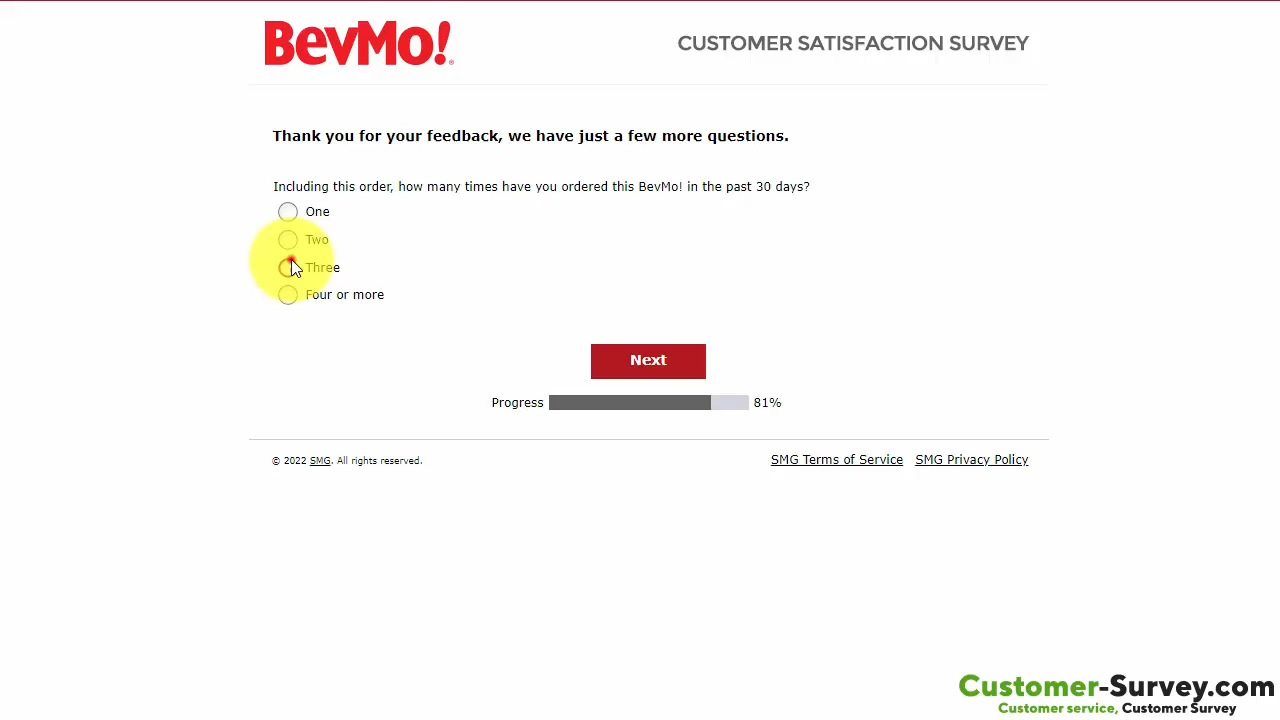 BevMo!®
CUSTOMER SATISFACTION SURVEY
Thank you for your feedback, we have just a few more questions.
Including this order, how many times have you ordered this BevMo! in the past 30 days?
One
Two
Three
Four or more
Next
Progress 81%
© 2022 SMG. All rights reserved.
SMG Terms of Service SMG Privacy Policy
Customer-Survey.com
Customer service, Customer Survey